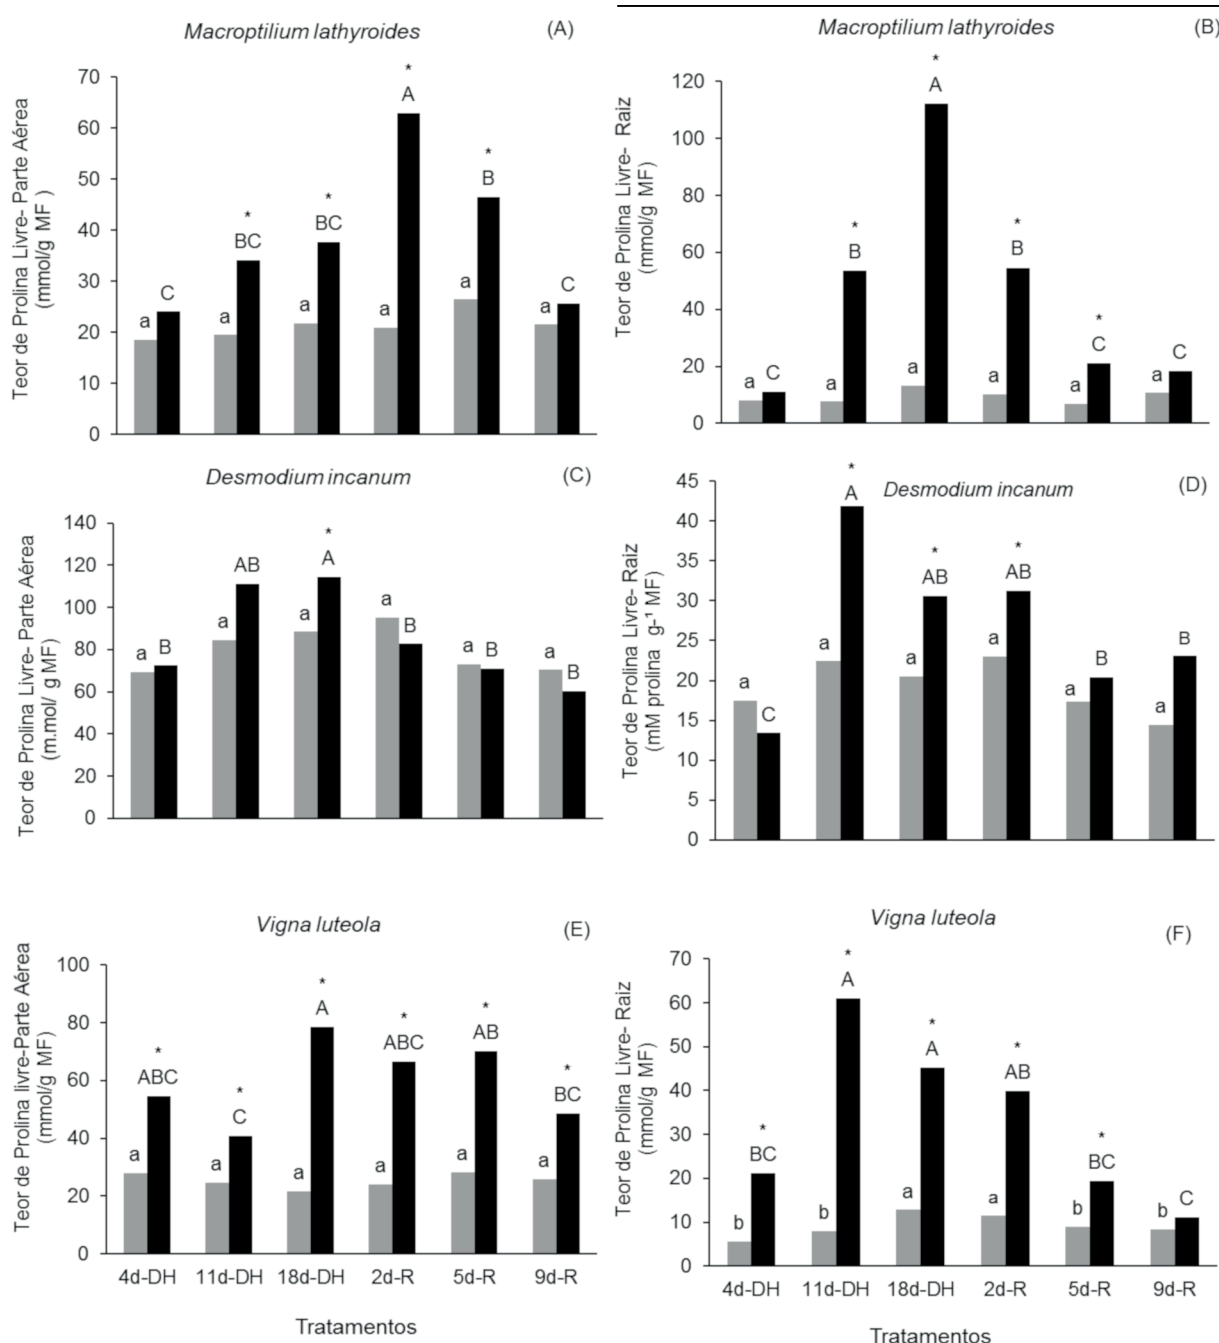 Macroptilium lathyroides
(A)
Teor de Prolina Livre- Parte Aérea
(mmol/g MF )
70
60
50
40
30
20
10
0
a
C
a
*
BC
a
*
BC
a
*
A
a
*
B
a
C
Macroptilium lathyroides
(B)
Teor de Prolina Livre- Raiz
(mmol/g MF)
120
100
80
60
40
20
0
a
C
a
*
B
a
*
A
a
*
B
a
*
C
a
C
Desmodium incanum
(C)
Teor de Prolina Livre- Parte Aérea
(m.mol/ g MF)
140
120
100
80
60
40
20
0
a
B
a
AB
a
*
A
a
B
a
B
a
B
Desmodium incanum
(D)
Teor de Prolina Livre- Raiz
(mM prolina g-¹ MF)
45
40
35
30
25
20
15
10
5
0
a
C
a
*
A
a
*
AB
a
*
AB
a
B
a
B
Vigna luteola
(E)
Teor de Prolina livre-Parte Aérea
(mmol/g MF)
100
80
60
40
20
0
a
*
ABC
a
*
C
a
*
A
a
*
ABC
a
*
AB
a
*
BC
4d-DH 11d-DH 18d-DH 2d-R 5d-R 9d-R
Tratamentos
Vigna luteola
(F)
Teor de Prolina Livre- Raiz
(mmol/g MF)
70
60
50
40
30
20
10
0
b
*
BC
b
*
A
a
*
A
a
*
AB
b
*
BC
b
C
4d-DH 11d-DH 18d-DH 2d-R 5d-R 9d-R
Tratamentos